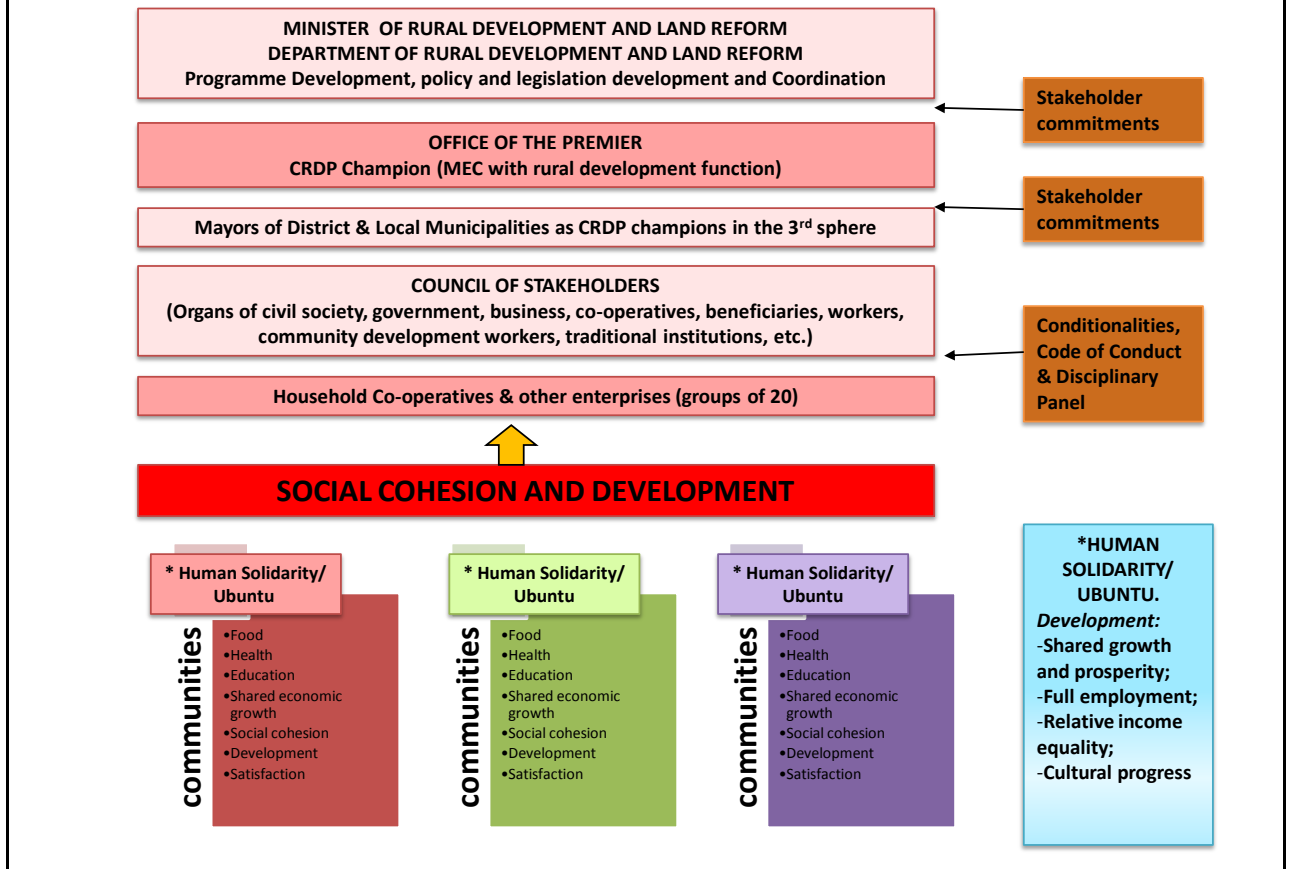 MINISTER OF RURAL DEVELOPMENT AND LAND REFORM
DEPARTMENT OF RURAL DEVELOPMENT AND LAND REFORM
Programme Development, policy and legislation development and Coordination
Stakeholder
commitments
OFFICE OF THE PREMIER
CRDP Champion (MEC with rural development function)
Stakeholder
commitments
Mayors of District & Local Municipalities as CRDP champions in the 3rd sphere
COUNCIL OF STAKEHOLDERS
(Organs of civil society, government, business, co-operatives, beneficiaries, workers,
community development workers, traditional institutions, etc.)
Conditionalities,
Code of Conduct
& Disciplinary
Panel
Household Co-operatives & other enterprises (groups of 20)
SOCIAL COHESION AND DEVELOPMENT
* Human Solidarity/
Ubuntu
communities
•Food
•Health
•Education
•Shared economic
growth
•Social cohesion
•Development
•Satisfaction
* Human Solidarity/
Ubuntu
communities
•Food
•Health
•Education
•Shared economic
growth
•Social cohesion
•Development
•Satisfaction
* Human Solidarity/
Ubuntu
communities
•Food
•Health
•Education
•Shared economic
growth
•Social cohesion
•Development
•Satisfaction
*HUMAN
SOLIDARITY/
UBUNTU.
Development:
-Shared growth
and prosperity;
-Full employment;
-Relative income
equality;
-Cultural progress